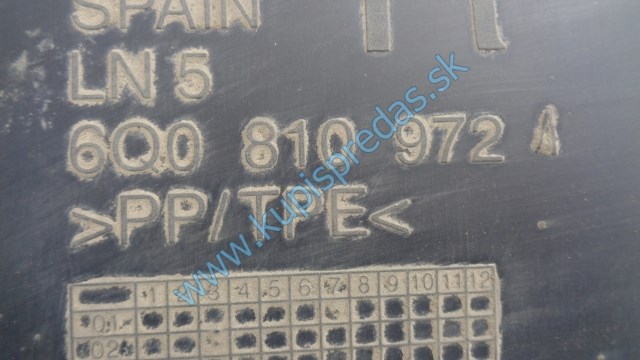 SPAIN
LN 5
6Q0 810 972 A
>PP/TPE<
1 2 3 4 5 6 7 8 9 10 11 12
01
02
www.kupispredas.sk